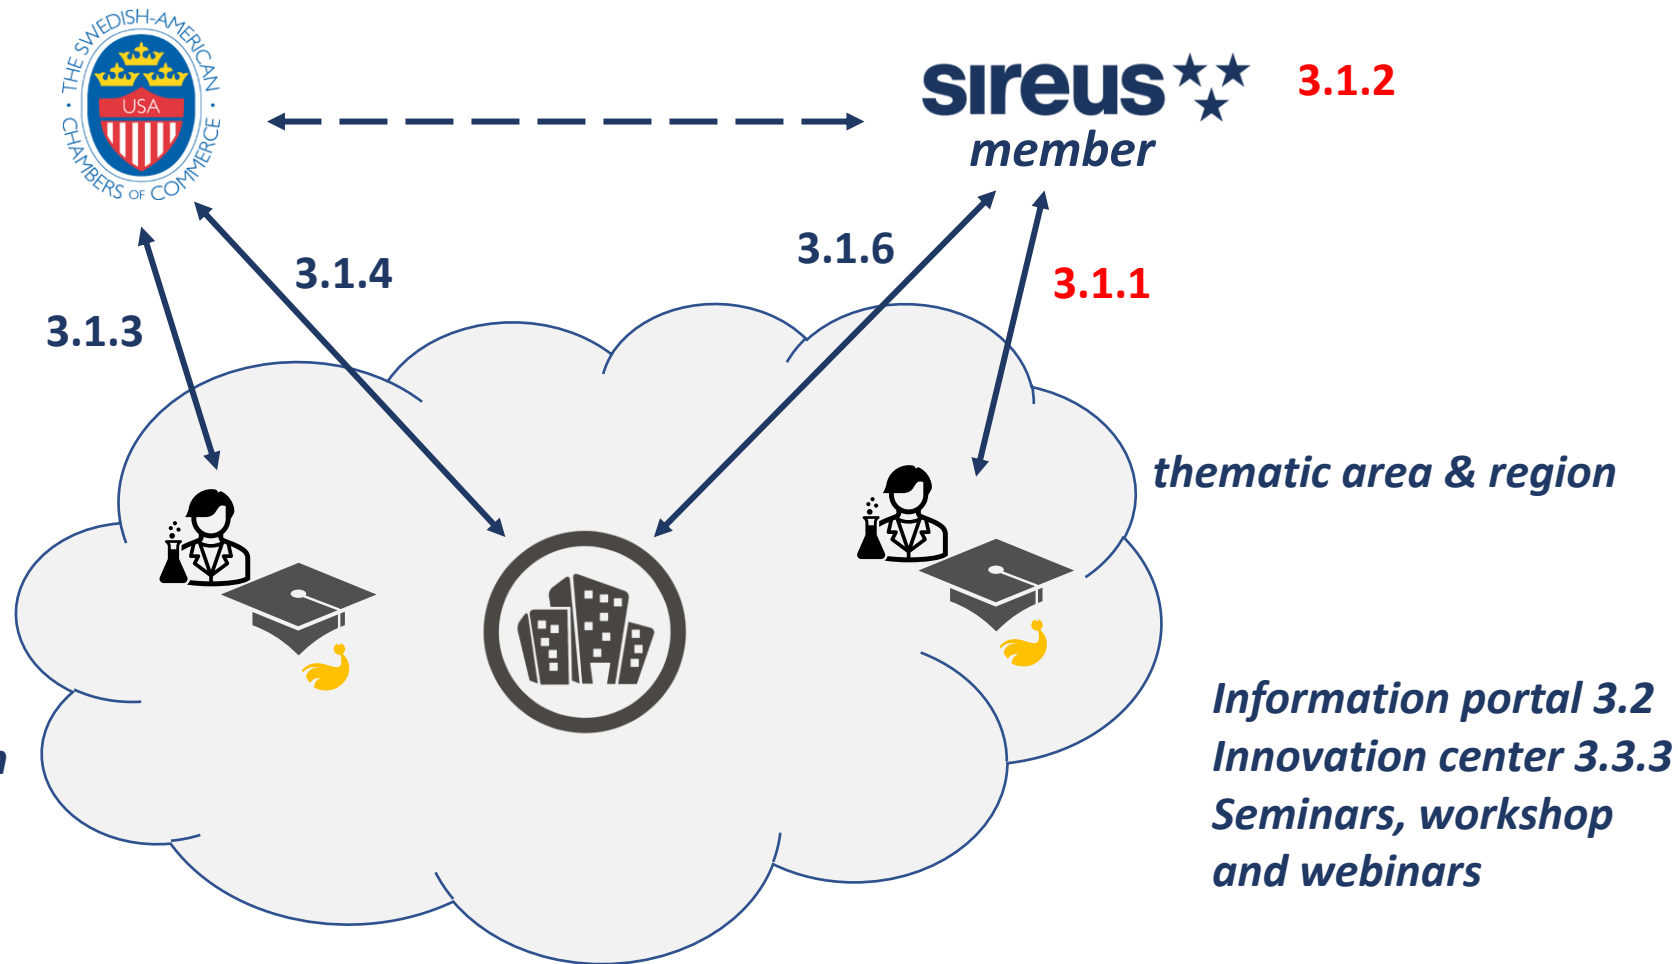 THE SWEDISH-AMERICAN
CHAMBERS OF COMMERCE
USA
sireus
member
3.1.2
3.1.6
3.1.4
3.1.1
3.1.3
thematic area & region
Information portal 3.2
Innovation center 3.3.3
Seminars, workshop
and webinars